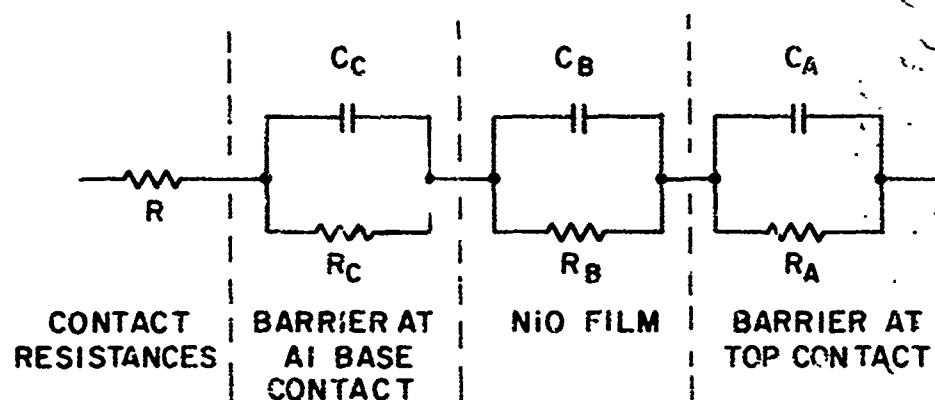 C_C C_B C_A
R
R_C R_B R_A
CONTACT RESISTANCES
BARRIER AT Al BASE CONTACT
NiO FILM
BARRIER AT TOP CONTACT